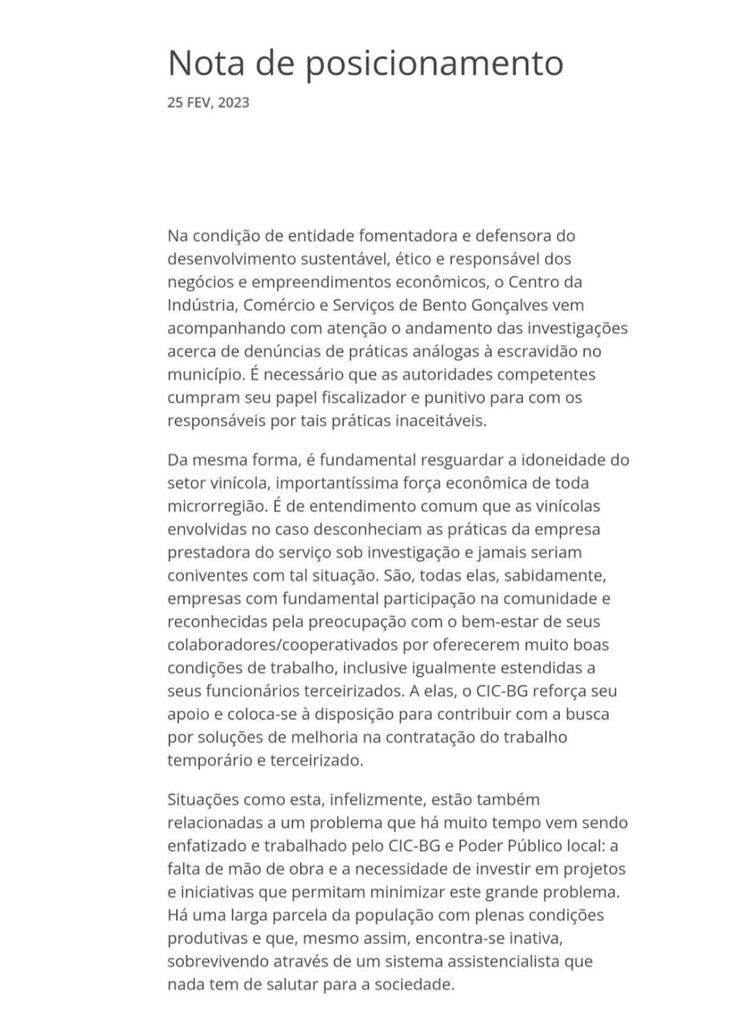 Nota de posicionamento
25 FEV, 2023
Na condição de entidade fomentadora e defensora do
desenvolvimento sustentável, ético e responsável dos
negócios e empreendimentos econômicos, o Centro da
Indústria, Comércio e Serviços de Bento Gonçalves vem
acompanhando com atenção o andamento das investigações
acerca de denúncias de práticas análogas à escravidão no
município. É necessário que as autoridades competentes
cumpram seu papel fiscalizador e punitivo para com os
responsáveis por tais práticas inaceitáveis.
Da mesma forma, é fundamental resguardar a idoneidade do
setor vinícola, importantíssima força econômica de toda
microrregião. É de entendimento comum que as vinícolas
envolvidas no caso desconheciam as práticas da empresa
prestadora do serviço sob investigação e jamais seriam
coniventes com tal situação. São, todas elas, sabidamente,
empresas com fundamental participação na comunidade e
reconhecidas pela preocupação com o bem-estar de seus
colaboradores/cooperativados por oferecerem muito boas
condições de trabalho, inclusive igualmente estendidas a
seus funcionários terceirizados. A elas, o CIC-BG reforça seu
apoio e coloca-se à disposição para contribuir com a busca
por soluções de melhoria na contratação do trabalho
temporário e terceirizado.
Situações como esta, infelizmente, estão também
relacionadas a um problema que há muito tempo vem sendo
enfatizado e trabalhado pelo CIC-BG e Poder Público local: a
falta de mão de obra e a necessidade de investir em projetos
e iniciativas que permitam minimizar este grande problema.
Há uma larga parcela da população com plenas condições
produtivas e que, mesmo assim, encontra-se inativa,
sobrevivendo através de um sistema assistencialista que
nada tem de salutar para a sociedade.